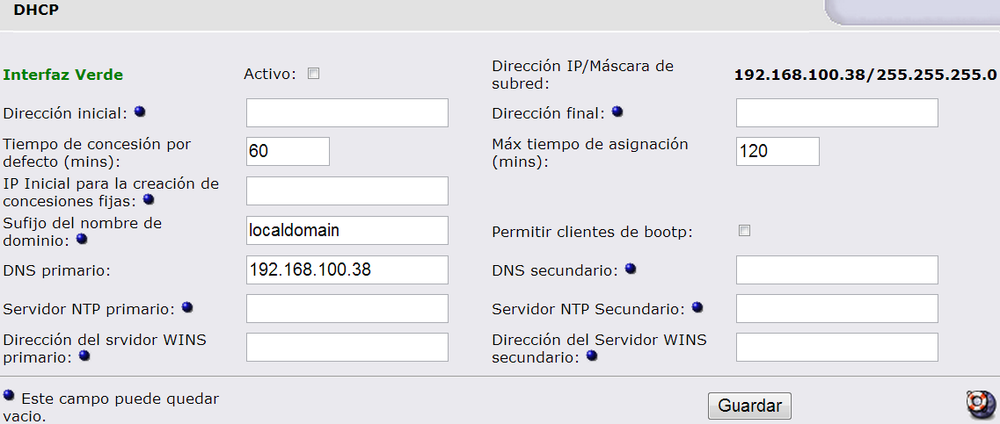 DHCP
Interfaz Verde Activo: Dirección IP/Máscara de
subred: 192.168.100.38/255.255.255.0
Dirección inicial: Dirección final:
Tiempo de concesión por
defecto (mins): 60 Máx tiempo de asignación
(mins): 120
IP Inicial para la creación de
concesiones fijas:
Sufijo del nombre de
dominio: localdomain Permitir clientes de bootp:
DNS primario: 192.168.100.38 DNS secundario:
Servidor NTP primario: Servidor NTP Secundario:
Dirección del srvidor WINS
primario: Dirección del Servidor WINS
secundario:
Este campo puede quedar
vacio. Guardar